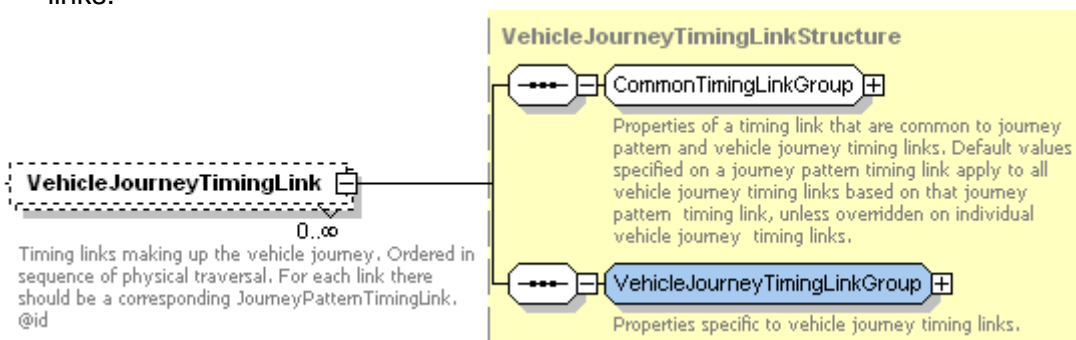 links.
VehicleJourneyTimingLinkStructure
CommonTimingLinkGroup
Properties of a timing link that are common to journey
pattern and vehicle journey timing links. Default values
specified on a journey pattern timing link apply to all
vehicle journey timing links based on that journey
pattern timing link, unless overridden on individual
vehicle journey timing links.
VehicleJourneyTimingLink
0..∞
Timing links making up the vehicle journey. Ordered in
sequence of physical traversal. For each link there
should be a corresponding JourneyPatternTimingLink.
@id
VehicleJourneyTimingLinkGroup
Properties specific to vehicle journey timing links.